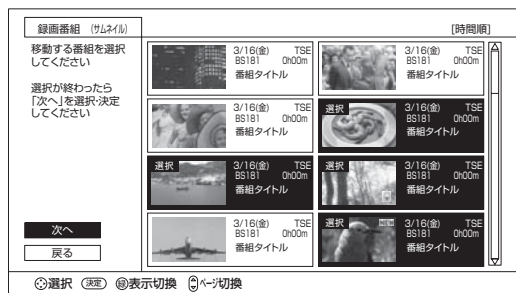 録画番組 (サムネイル)
[時間順]
移動する番組を選択
してください
選択が終わったら
「次へ」を選択・決定
してください
次へ
戻る
3/16(金) TSE
BS181 0h00m
番組タイトル
3/16(金) TSE
BS181 0h00m
番組タイトル
3/16(金) TSE
BS181 0h00m
番組タイトル
選択
3/16(金) TSE
BS181 0h00m
番組タイトル
選択
3/16(金) TSE
BS181 0h00m
番組タイトル
選択
3/16(金) TSE
BS181 0h00m
番組タイトル
3/16(金) TSE
BS181 0h00m
番組タイトル
選択 NEW
3/16(金) TSE
BS181 0h00m
番組タイトル
選択 決定 緑 表示切換 ページ切換